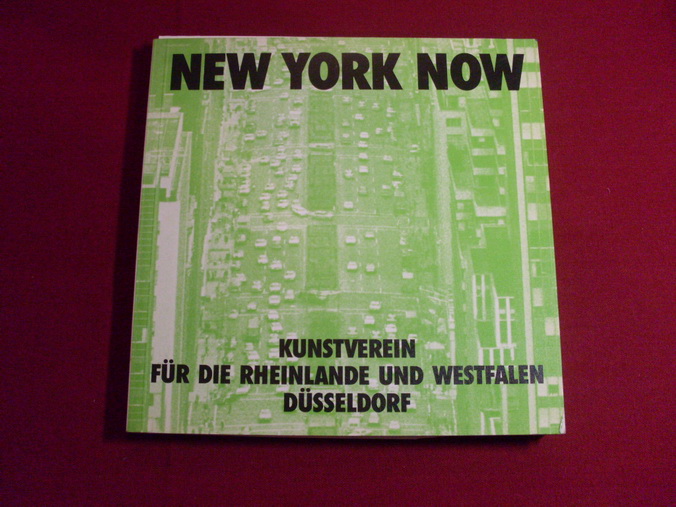 NEW YORK NOW
KUNSTVEREIN
FÜR DIE RHEINLANDE UND WESTFALEN
DÜSSELDORF